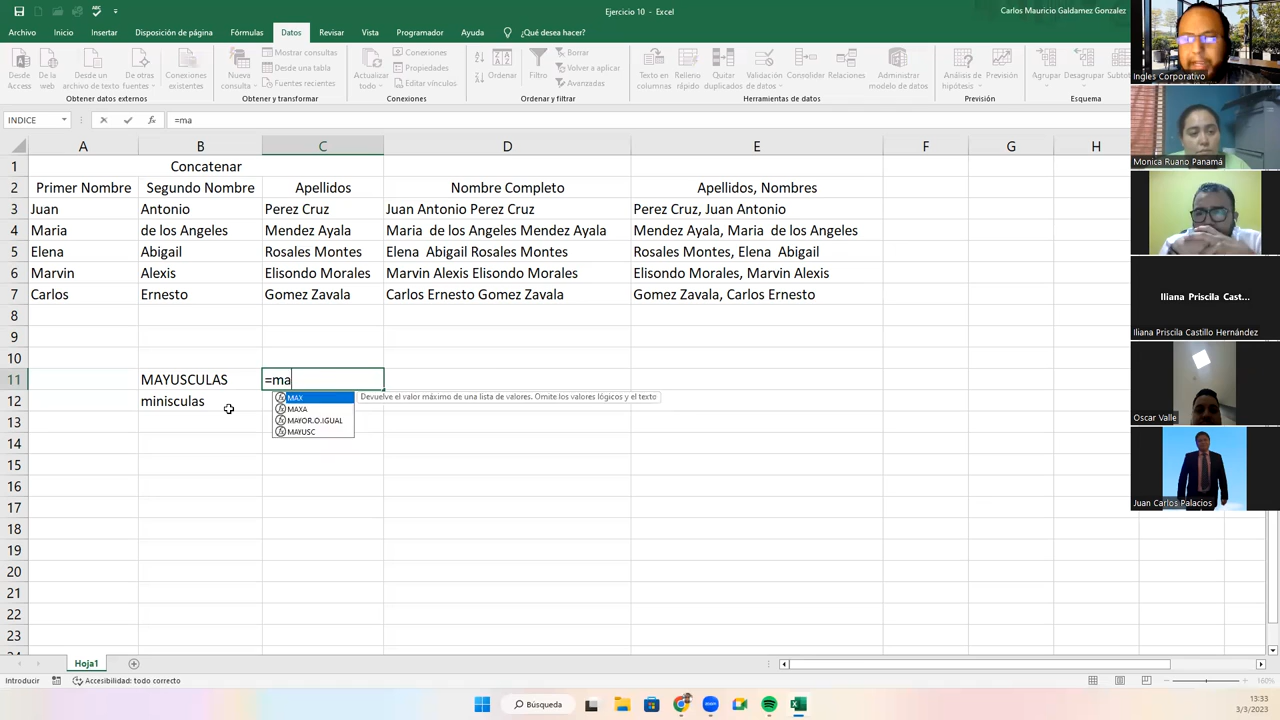 Ejercicio 10 - Excel
Carlos Mauricio Galdamez Gonzalez
Archivo Inicio Insertar Disposición de página Fórmulas Datos Revisar Vista Programador Ayuda ¿Qué desea hacer?
Desde Access
De la web
Desde un archivo de texto
De otras fuentes
Conexiones existentes
Obtener datos externos
Nueva consulta
Mostrar consultas
Desde una tabla
Fuentes recientes
Obtener y transformar
Actualizar todo
Conexiones
Propiedades
Editar
Conexiones
Ordenar
Filtro
Borrar
Volver a aplicar
Avanzadas
Ordenar y filtrar
Texto en columnas
Relleno rápido
Quitar duplicados
Validación de datos
Consolidar
Relaciones
Administrar modelo de datos
Herramientas de datos
Análisis de hipótesis
Previsión
Previsión
Agrupar
Desagrupar
Subtotal
Esquema
INDICE =ma
A B C D E F G H
1 Concatenar
2 Primer Nombre Segundo Nombre Apellidos Nombre Completo Apellidos, Nombres
3 Juan Antonio Perez Cruz Juan Antonio Perez Cruz Perez Cruz, Juan Antonio
4 Maria de los Angeles Mendez Ayala Maria de los Angeles Mendez Ayala Mendez Ayala, Maria de los Angeles
5 Elena Abigail Rosales Montes Elena Abigail Rosales Montes Rosales Montes, Elena Abigail
6 Marvin Alexis Elisondo Morales Marvin Alexis Elisondo Morales Elisondo Morales, Marvin Alexis
7 Carlos Ernesto Gomez Zavala Carlos Ernesto Gomez Zavala Gomez Zavala, Carlos Ernesto
8
9
10
11 MAYUSCULAS =ma
12 minisculas
MAX Devuelve el valor máximo de una lista de valores. Omite los valores lógicos y el texto
MAXA
MAYOR.O.IGUAL
MAYUSC
13
14
15
16
17
18
19
20
21
22
23
Hoja1
Introducir Accesibilidad: todo correcto 160%
Búsqueda
13:33
3/3/2023
Ingles Corporativo
Monica Ruano Panamá
Iliana Priscila Cast...
Iliana Priscila Castillo Hernández
Oscar Valle
Juan Carlos Palacios